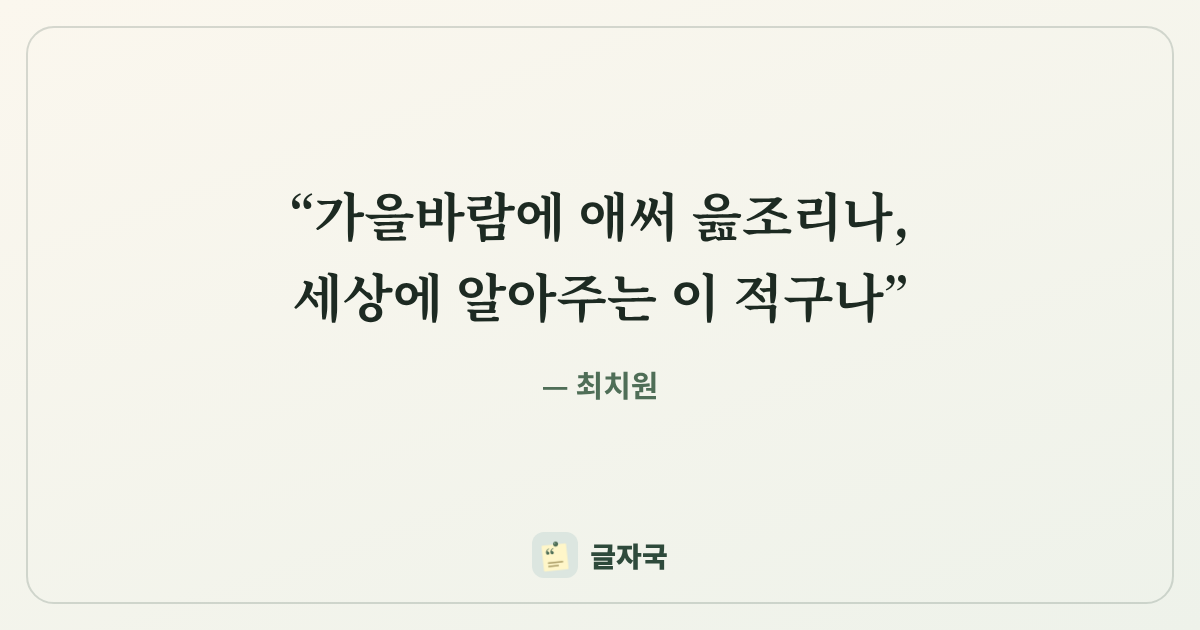 “가을바람에 애써 읊조리나,
세상에 알아주는 이 적구나”
— 최치원
글자국